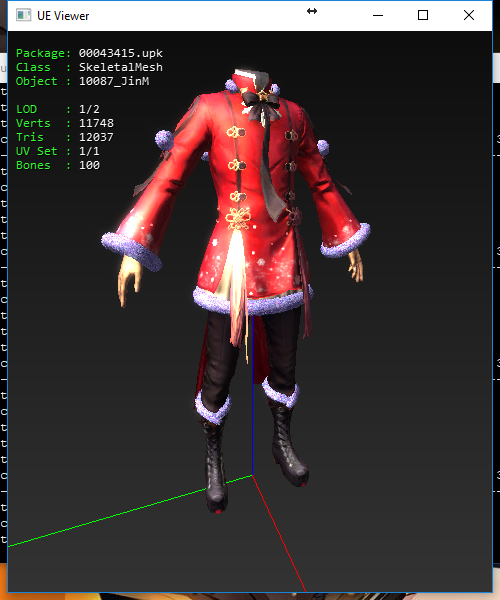 UE Viewer
Package: 00043415.upk
Class : SkeletalMesh
Object : 10087_JinM
LOD : 1/2
Verts : 11748
Tris : 12037
UV Set : 1/1
Bones : 100